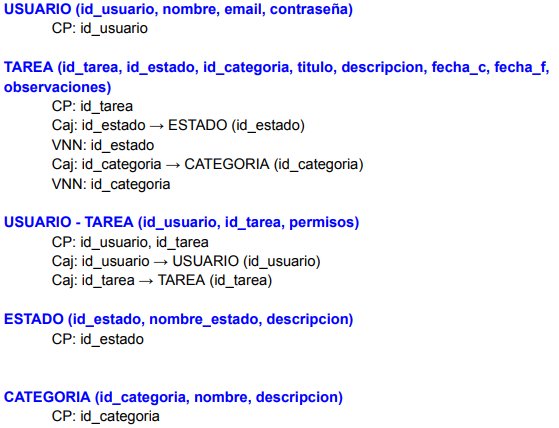 USUARIO (id_usuario, nombre, email, contraseña)
CP: id_usuario
TAREA (id_tarea, id_estado, id_categoria, titulo, descripcion, fecha_c, fecha_f,
observaciones)
CP: id_tarea
Caj: id_estado → ESTADO (id_estado)
VNN: id_estado
Caj: id_categoria → CATEGORIA (id_categoria)
VNN: id_categoria
USUARIO - TAREA (id_usuario, id_tarea, permisos)
CP: id_usuario, id_tarea
Caj: id_usuario → USUARIO (id_usuario)
Caj: id_tarea → TAREA (id_tarea)
ESTADO (id_estado, nombre_estado, descripcion)
CP: id_estado
CATEGORIA (id_categoria, nombre, descripcion)
CP: id_categoria